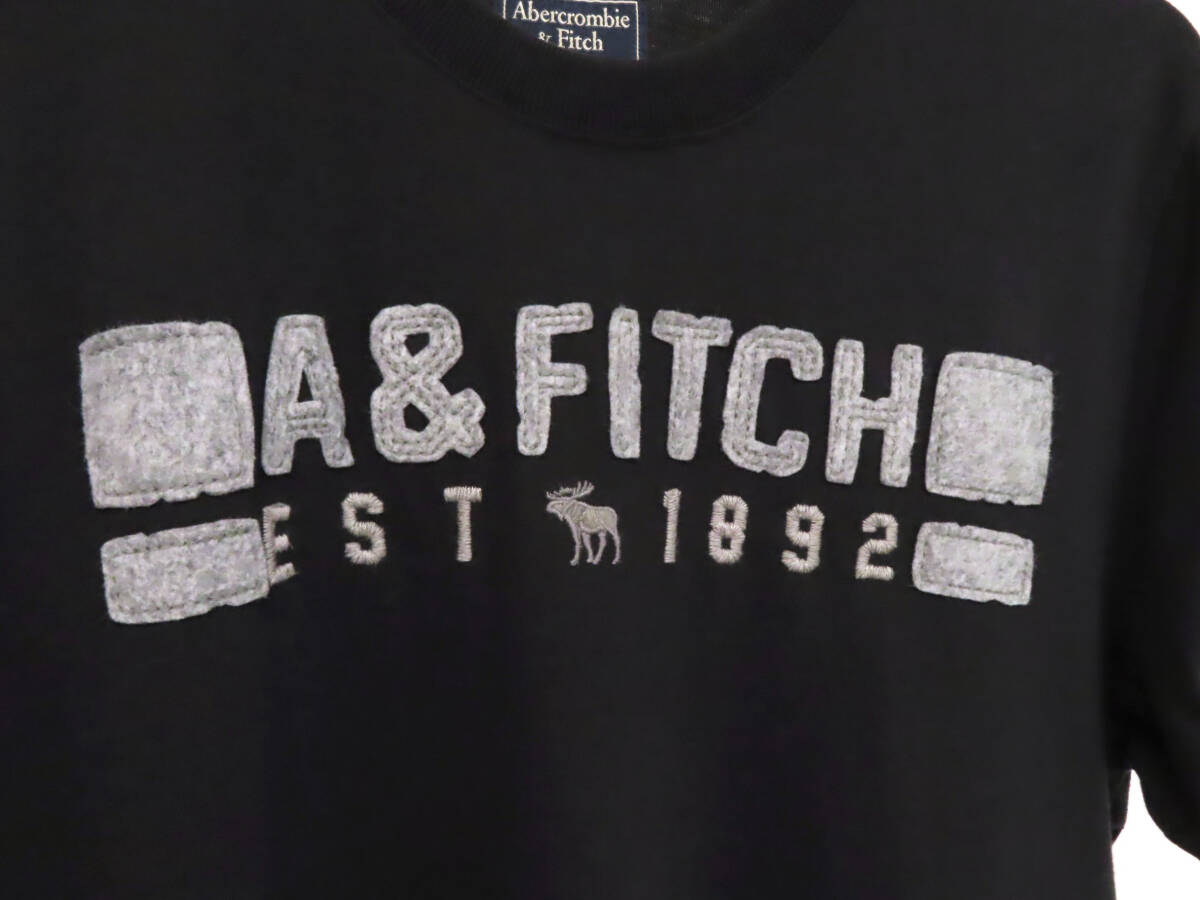 Abercrombie
& Fitch
A&FITCH
EST 1892